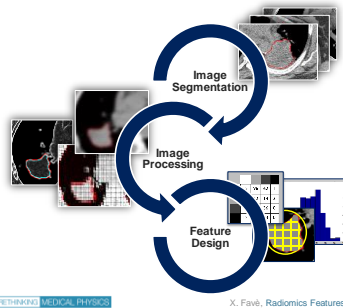 Image
Segmentation
Image
Processing
Feature
Design
RETHINKING MEDICAL PHYSICS
X. Favé, Radiomics Features